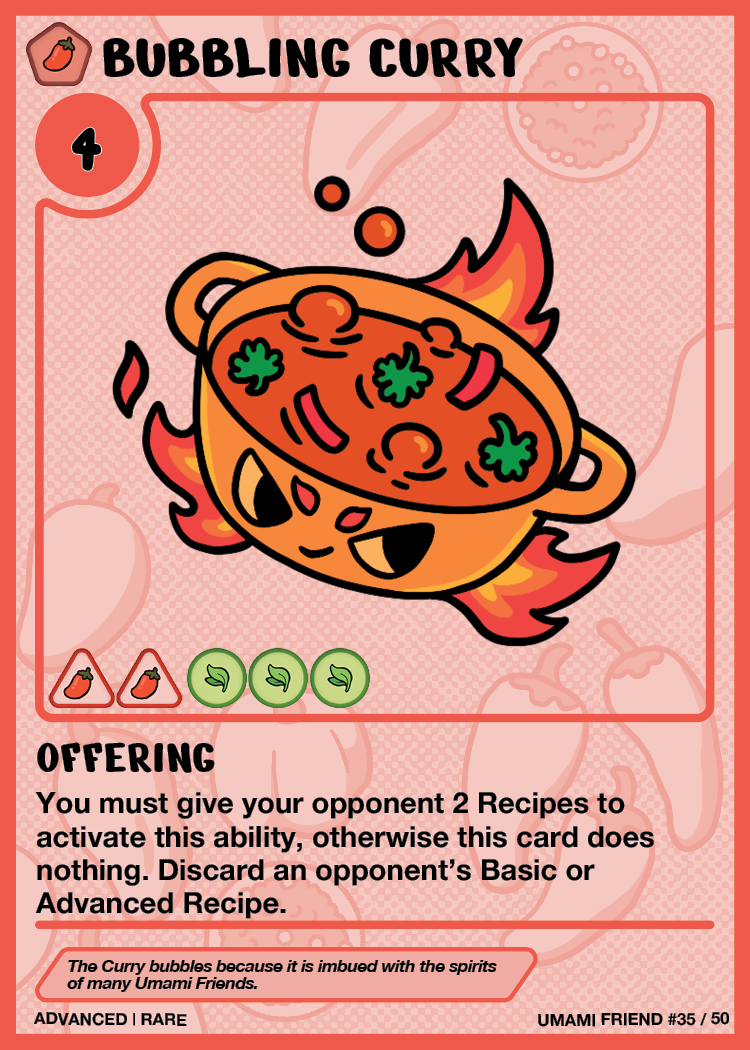 BUBBLING CURRY
4
OFFERING
You must give your opponent 2 Recipes to
activate this ability, otherwise this card does
nothing. Discard an opponent’s Basic or
Advanced Recipe.
The Curry bubbles because it is imbued with the spirits
of many Umami Friends.
ADVANCED | RARE
UMAMI FRIEND #35 / 50